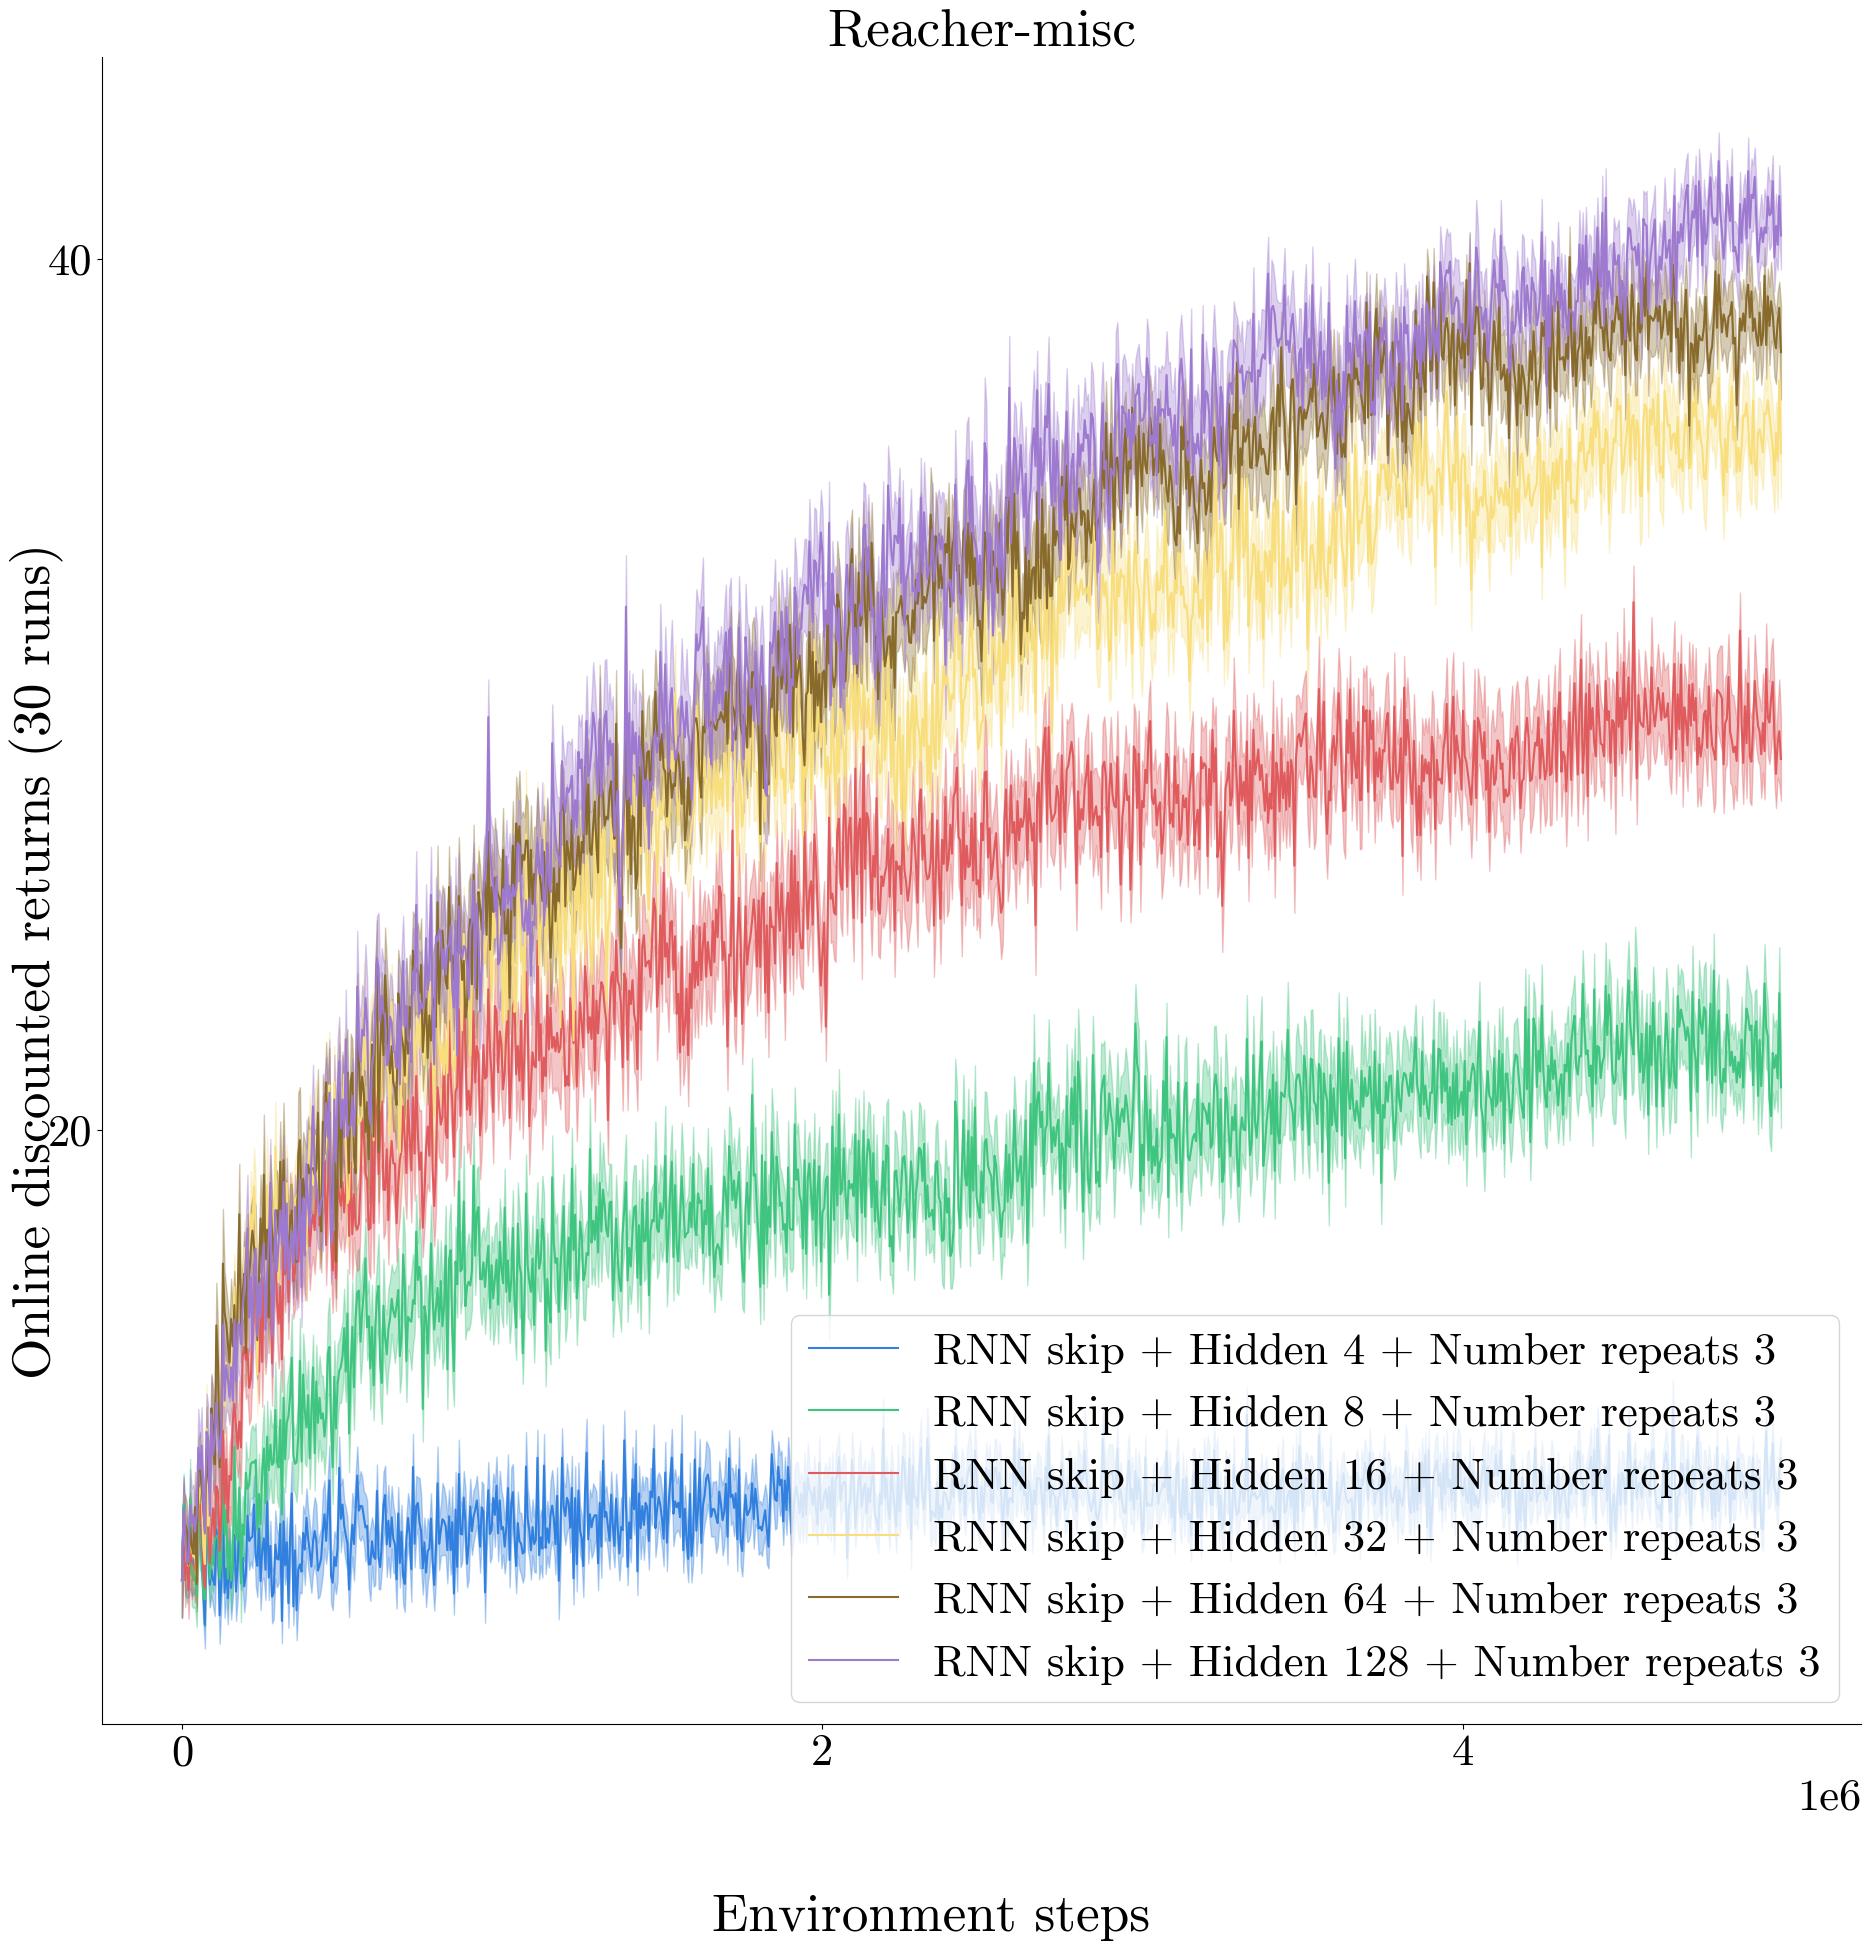 Reacher-misc
Online discounted returns (30 runs)
40
20
RNN skip + Hidden 4 + Number repeats 3
RNN skip + Hidden 8 + Number repeats 3
RNN skip + Hidden 16 + Number repeats 3
RNN skip + Hidden 32 + Number repeats 3
RNN skip + Hidden 64 + Number repeats 3
RNN skip + Hidden 128 + Number repeats 3
0 2 4
1e6
Environment steps